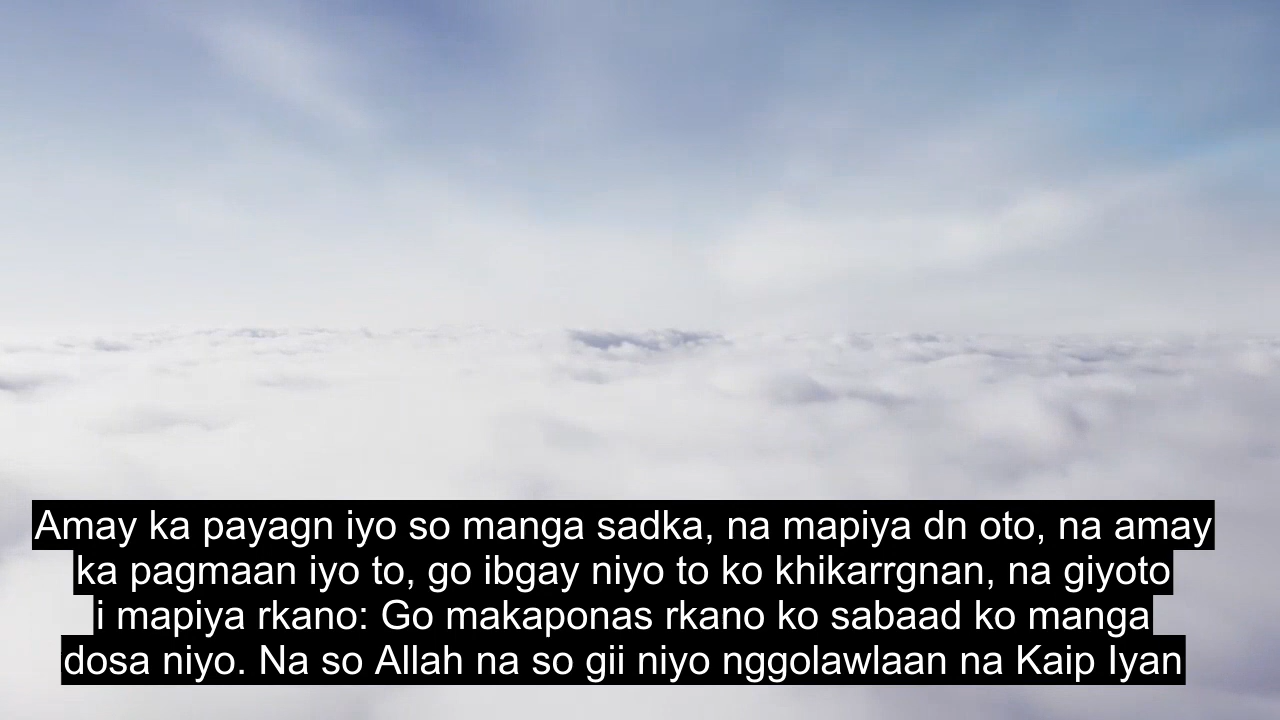 Amay ka payagn iyo so manga sadka, na mapiya dn oto, na amay
ka pagmaan iyo to, go ibgay niyo to ko khikarrgnan, na giyoto
i mapiya rkano: Go makaponas rkano ko sabaad ko manga
dosa niyo. Na so Allah na so gii niyo nggolawlaan na Kaip Iyan